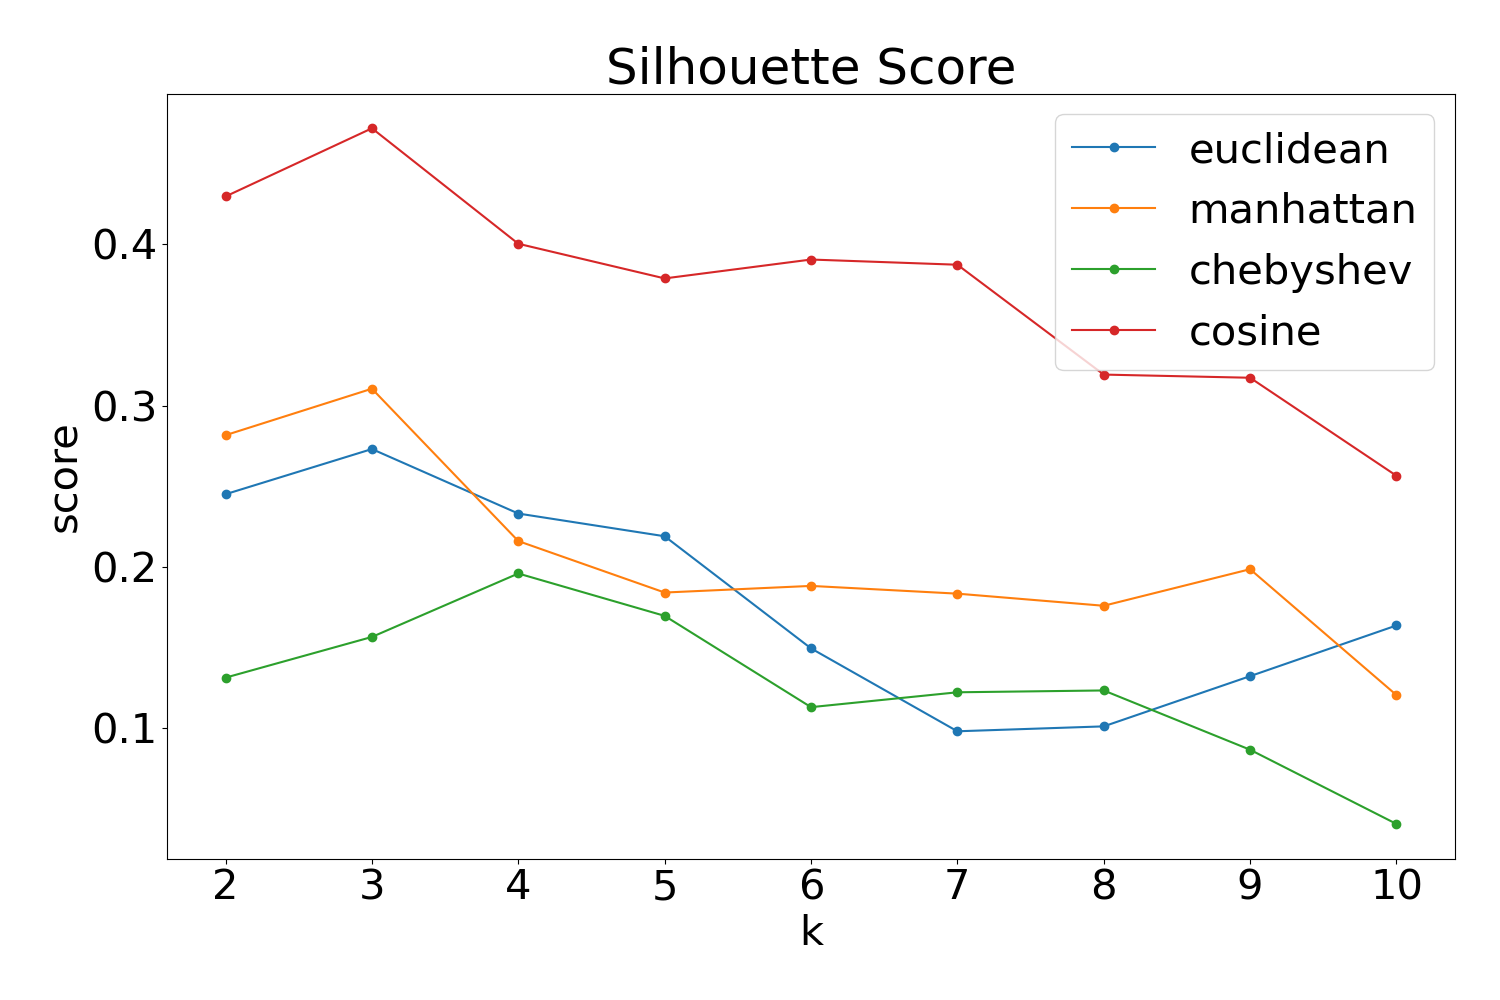 Silhouette Score
euclidean
manhattan
chebyshev
cosine
score
0.4
0.3
0.2
0.1
2 3 4 5 6 7 8 9 10
k